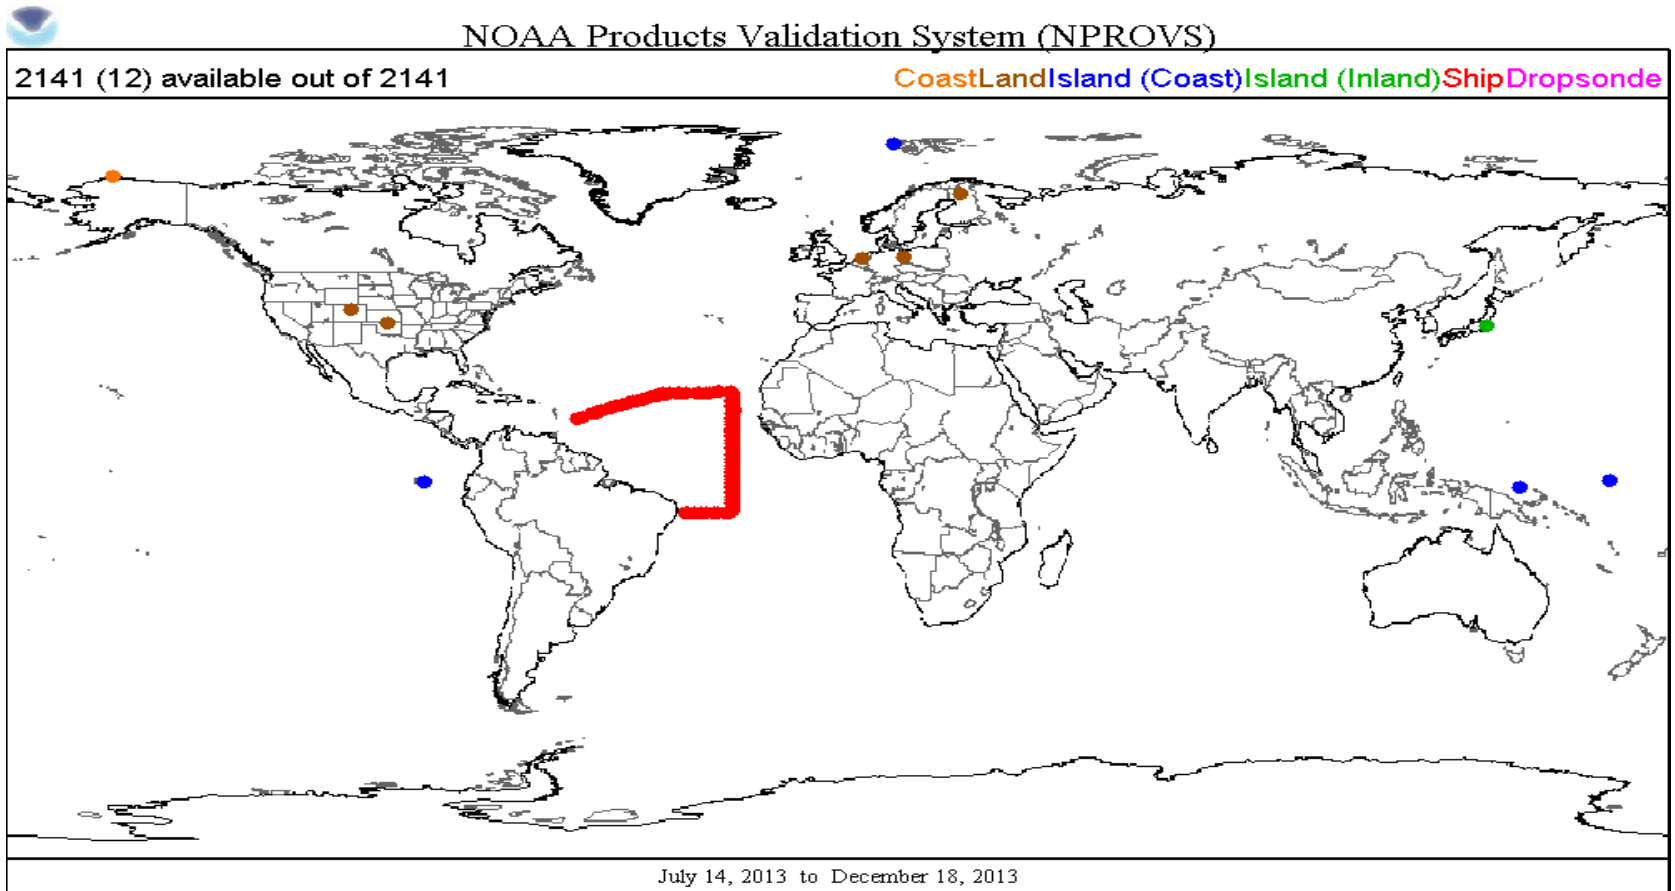 NOAA Products Validation System (NPROVS)
2141 (12) available out of 2141
CoastLandIsland (Coast)Island (Inland)ShipDropsonde
July 14, 2013 to December 18, 2013